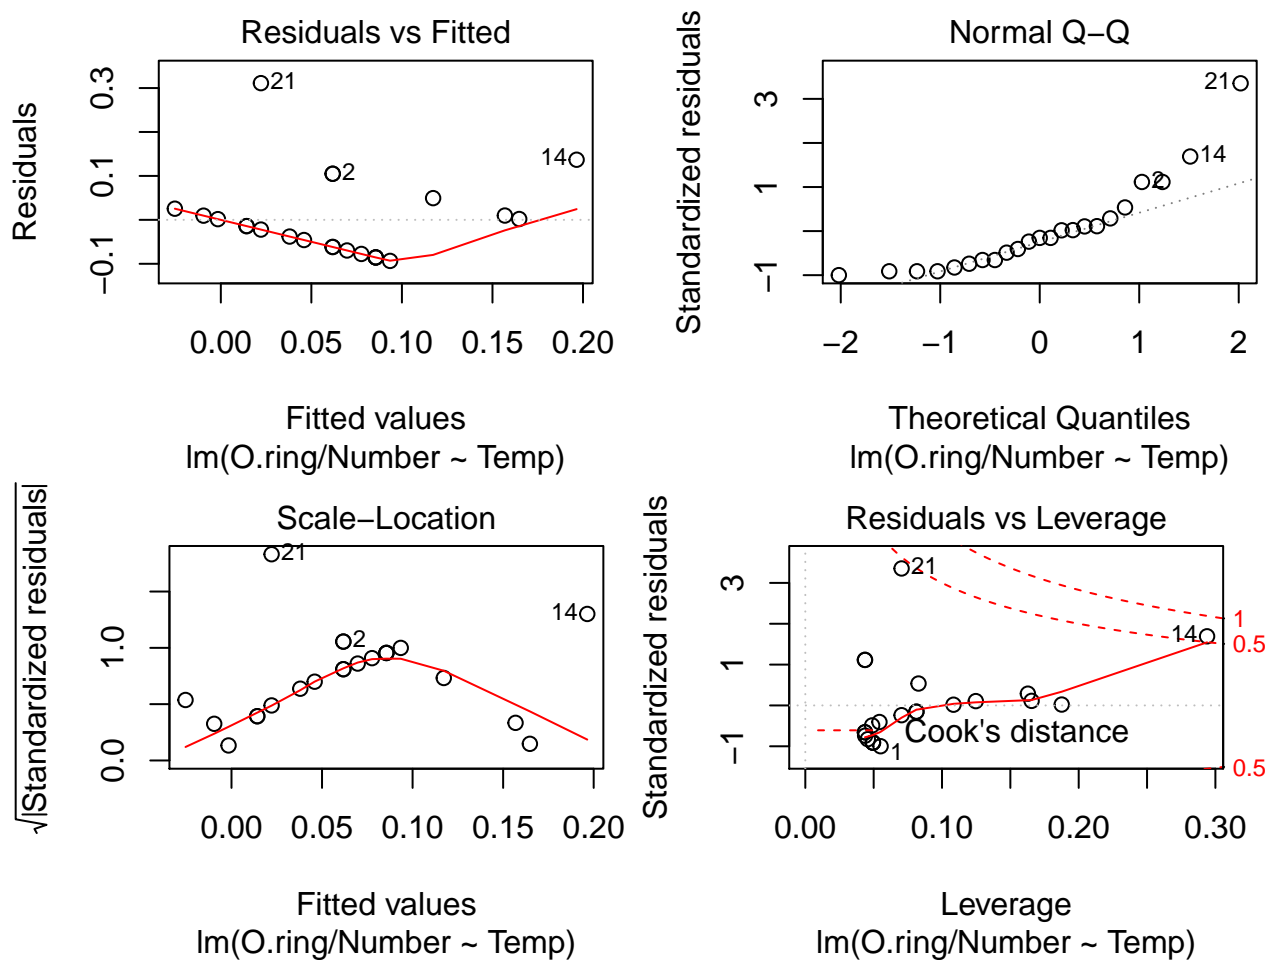 Residuals vs Fitted
Residuals
0.3
0.1
−0.1
21
2
14
0.00 0.05 0.10 0.15 0.20
Fitted values
lm(O.ring/Number ~ Temp)
Normal Q−Q
Standardized residuals
3
1
−1
21
14
2
−2 −1 0 1 2
Theoretical Quantiles
lm(O.ring/Number ~ Temp)
Scale−Location
√|Standardized residuals|
1.0
0.0
21
2
14
0.00 0.05 0.10 0.15 0.20
Fitted values
lm(O.ring/Number ~ Temp)
Residuals vs Leverage
Standardized residuals
3
1
−1
21
14
1
Cook's distance
1
0.5
0.5
0.00 0.10 0.20 0.30
Leverage
lm(O.ring/Number ~ Temp)